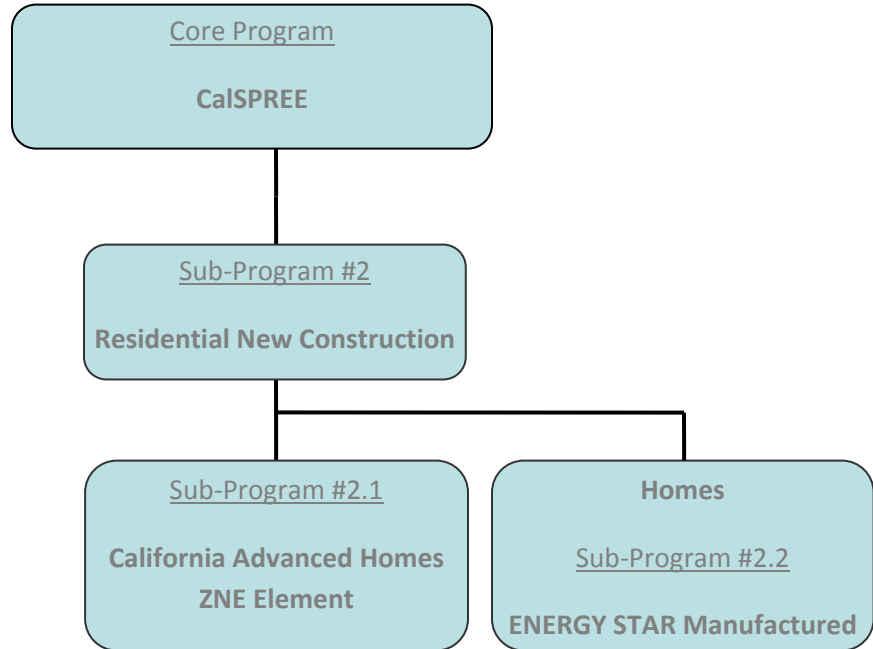 Core Program
CalSPREE
Sub-Program #2
Residential New Construction
Sub-Program #2.1
California Advanced Homes
ZNE Element
Homes
Sub-Program #2.2
ENERGY STAR Manufactured